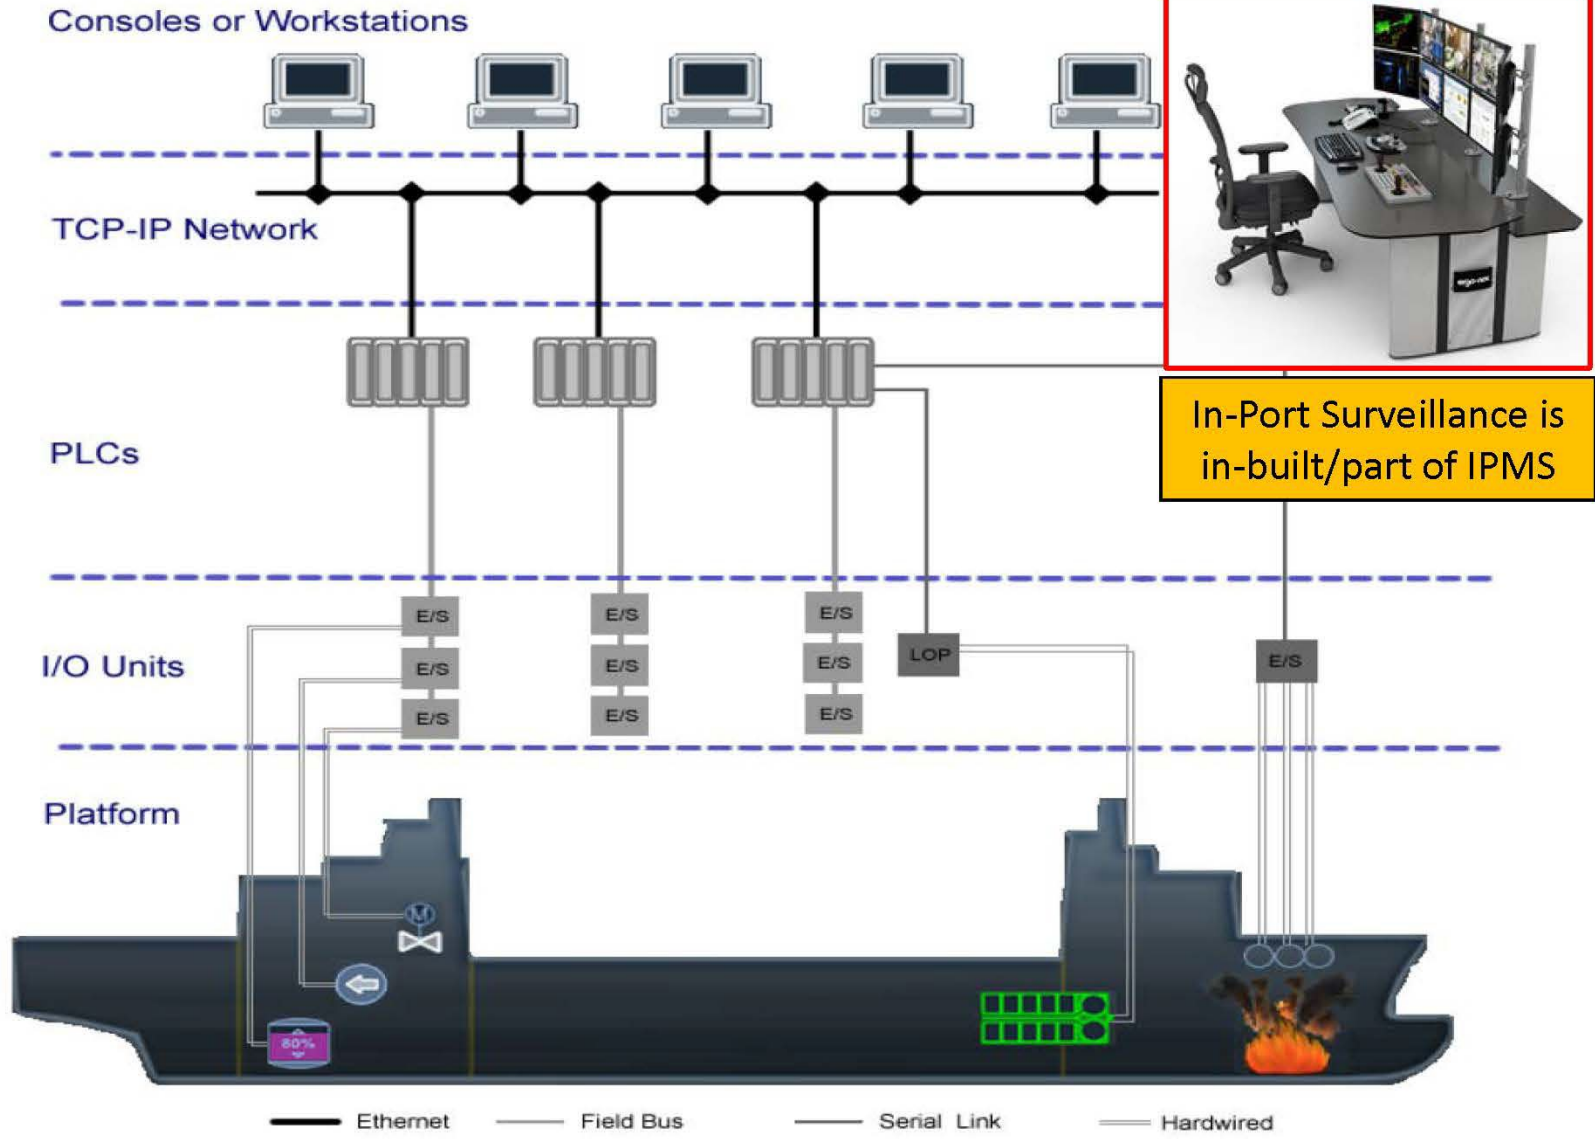 Consoles or Workstations
TCP-IP Network
In-Port Surveillance is
in-built/part of IPMS
PLCs
E/S
E/S
E/S
E/S
E/S
E/S
E/S
E/S
E/S
LOP
E/S
I/O Units
Platform
M
80%
Ethernet
Field Bus
Serial Link
Hardwired